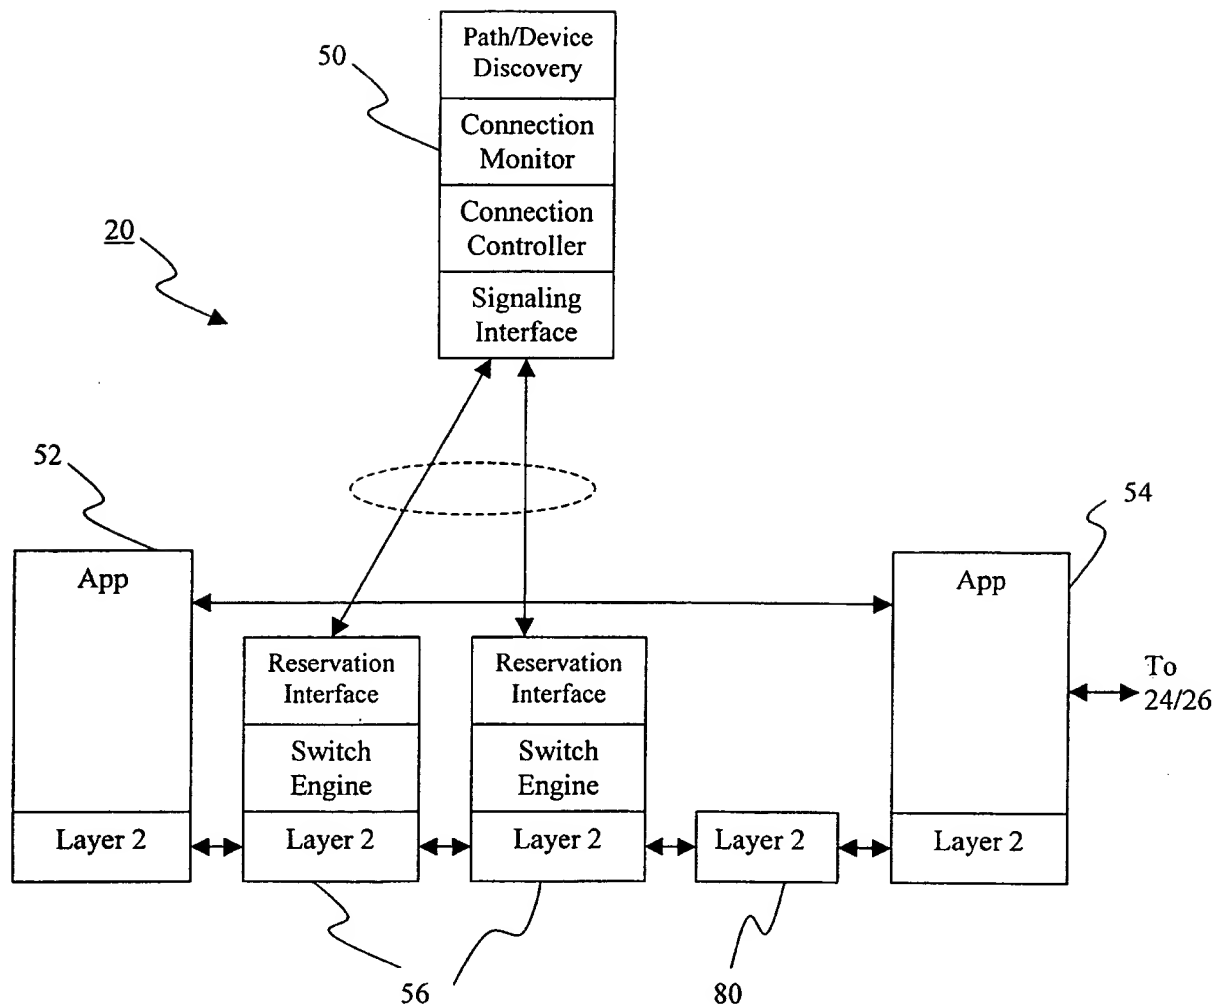 Path/Device
Discovery
50
Connection
Monitor
Connection
Controller
20
Signaling
Interface
52
54
App
App
Reservation
Interface
Reservation
Interface
To
24/26
Switch
Engine
Switch
Engine
Layer 2
Layer 2
Layer 2
Layer 2
Layer 2
56
80